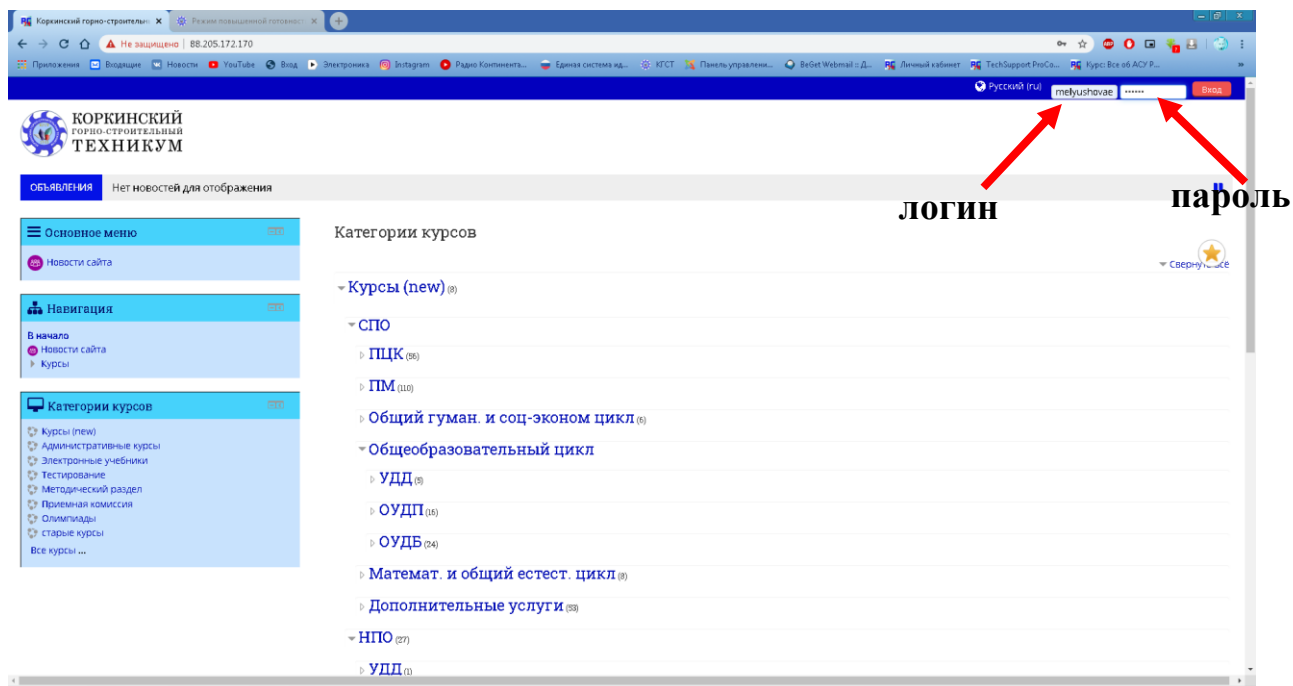 Коркинский горно-строительн
Режим повышенной готовнос
Не защищено | 88.205.172.170
Приложения Входящие Новости YouTube Вход Электроника Instagram Радио Континента... Единая система ид... КГСТ Панель управлени... BeGet Webmail :: Д... Личный кабинет TechSupport ProCo... Курс: Все об АСУ Р...
Русский (ru) melyushovae •••••• Вход
КОРКИНСКИЙ
ГОРНО-СТРОИТЕЛЬНЫЙ
ТЕХНИКУМ
ОБЪЯВЛЕНИЯ Нет новостей для отображения
логин
пароль
Основное меню
Новости сайта
Навигация
В начало
Новости сайта
Курсы
Категории курсов
Курсы (new)
Административные курсы
Электронные учебники
Тестирование
Методический раздел
Приемная комиссия
Олимпиады
старые курсы
Все курсы ...
Категории курсов
Свернуть все
Курсы (new) (8)
СПО
ПЦК (56)
ПМ (110)
Общий гуман. и соц-эконом цикл (6)
Общеобразовательный цикл
УДД (5)
ОУДП (16)
ОУДБ (24)
Математ. и общий естест. цикл (8)
Дополнительные услуги (53)
НПО (27)
УДД (1)